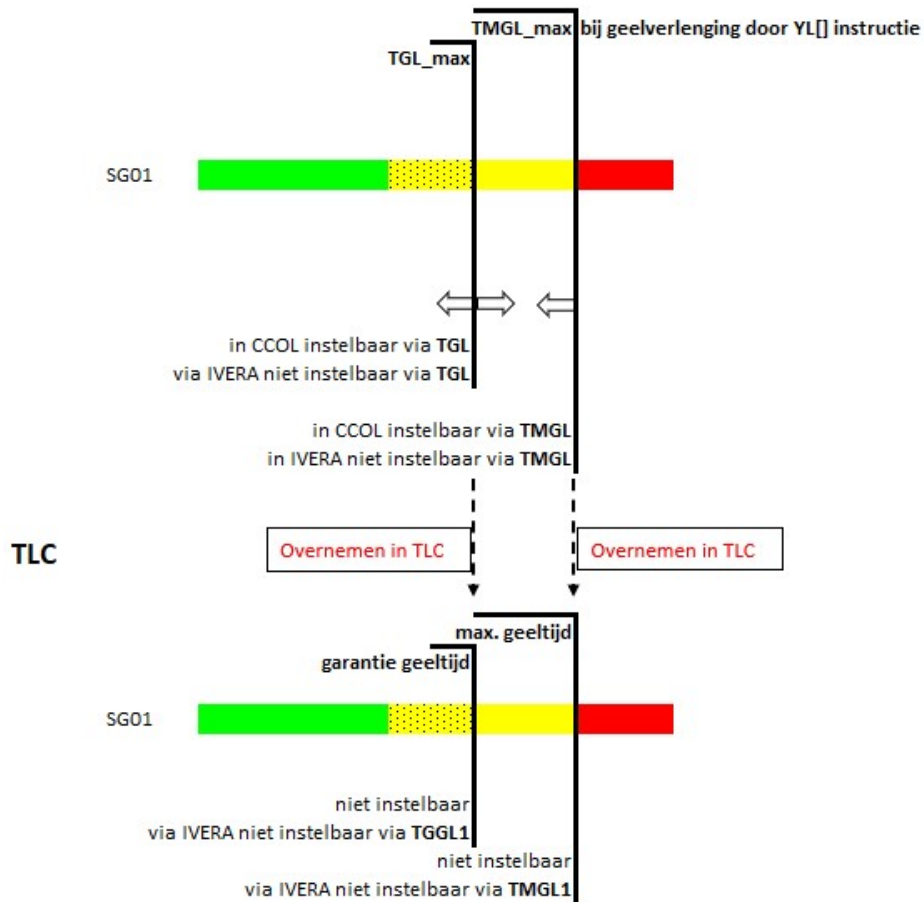 TMGL_max bij geelverlenging door YL[] instructie
TGL_max
SG01
in CCOL instelbaar via TGL
via IVERA niet instelbaar via TGL
in CCOL instelbaar via TMGL
in IVERA niet instelbaar via TMGL
TLC
Overnemen in TLC
Overnemen in TLC
max. geeltijd
garantie geeltijd
SG01
niet instelbaar
via IVERA niet instelbaar via TGGL1
niet instelbaar
via IVERA niet instelbaar via TMGL1